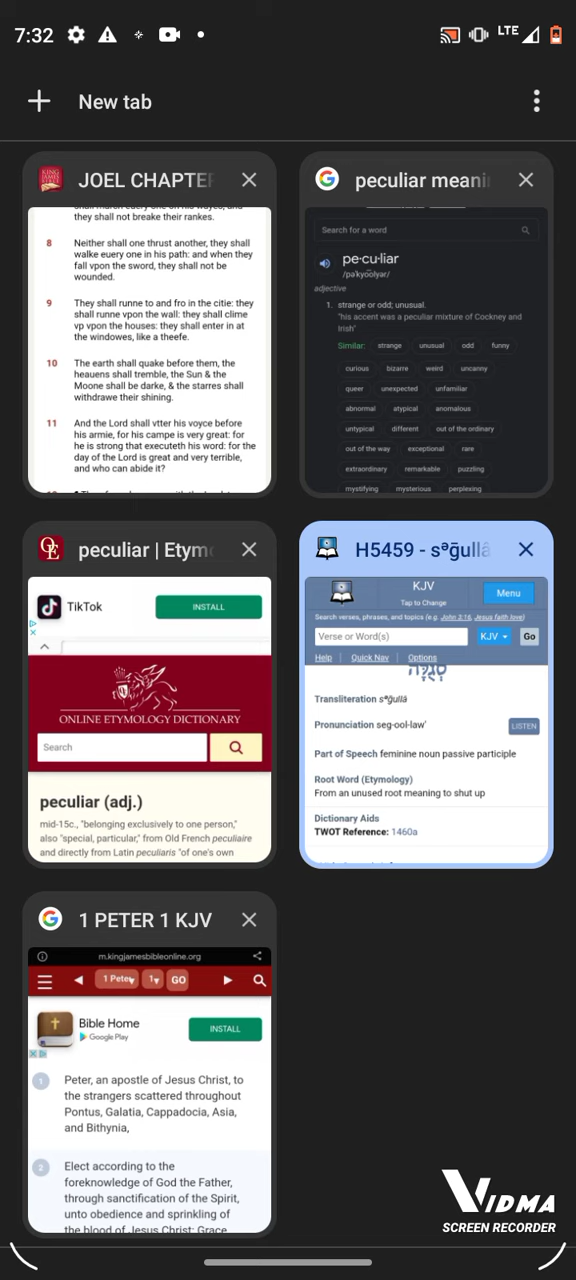 7:32
LTE
New tab
JOEL CHAPTE
shall march euery one on his wayes, and
they shall not breake their rankes.
8 Neither shall one thrust another, they shall
walke euery one in his path: and when they
fall vpon the sword, they shall not be
wounded.
9 They shall runne to and fro in the citie: they
shall runne vpon the wall: they shall clime
vp vpon the houses: they shall enter in at
the windowes, like a theefe.
10 The earth shall quake before them, the
heauens shall tremble, the Sun & the
Moone shall be darke, & the starres shall
withdrawe their shining.
11 And the Lord shall vtter his voyce before
his armie, for his campe is very great: for
he is strong that executeth his word: for the
day of the Lord is great and very terrible,
and who can abide it?
peculiar meani
Search for a word
pe·cu·liar
/pəˈkyo͞olyər/
adjective
1. strange or odd; unusual.
"his accent was a peculiar mixture of Cockney and
Irish"
Similar: strange unusual odd funny
curious bizarre weird uncanny
queer unexpected unfamiliar
abnormal atypical anomalous
untypical different out of the ordinary
out of the way exceptional rare
extraordinary remarkable puzzling
mystifying mysterious perplexing
OE
peculiar | Etymo
TikTok
INSTALL
ONLINE ETYMOLOGY DICTIONARY
Search
peculiar (adj.)
mid-15c., "belonging exclusively to one person,"
also "special, particular," from Old French peculiaire
and directly from Latin peculiaris "of one's own
H5459 - sᵊḡullâ
KJV
Tap to Change
Menu
Search verses, phrases, and topics (e.g. John 3:16, Jesus faith love)
Verse or Word(s)
KJV
Go
Help Quick Nav Options
סְגֻלָּה
Transliteration sᵊḡullâ
Pronunciation seg-ool-law'
LISTEN
Part of Speech feminine noun passive participle
Root Word (Etymology)
From an unused root meaning to shut up
Dictionary Aids
TWOT Reference: 1460a
1 PETER 1 KJV
m.kingjamesbibleonline.org
1 Peter 1 GO
Bible Home
Google Play
INSTALL
1 Peter, an apostle of Jesus Christ, to
the strangers scattered throughout
Pontus, Galatia, Cappadocia, Asia,
and Bithynia,
2 Elect according to the
foreknowledge of God the Father,
through sanctification of the Spirit,
unto obedience and sprinkling of
the blood of Jesus Christ: Grace
VIDMA
SCREEN RECORDER